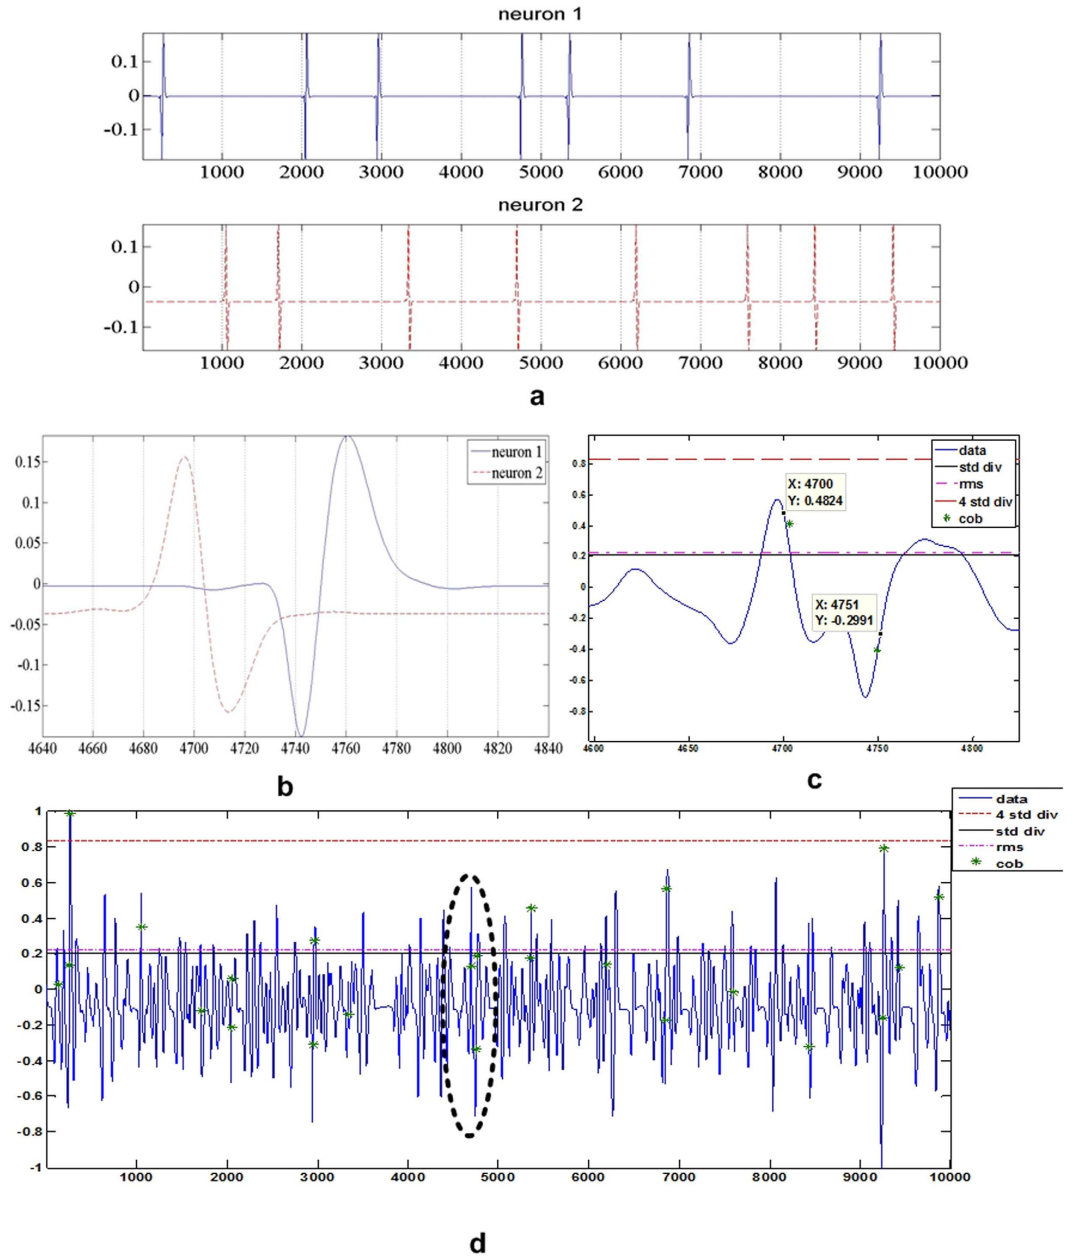 neuron 1
0.1
0
-0.1
1000 2000 3000 4000 5000 6000 7000 8000 9000 10000
neuron 2
0.1
0
-0.1
1000 2000 3000 4000 5000 6000 7000 8000 9000 10000
a
0.15
0.1
0.05
0
-0.05
-0.1
-0.15
4640 4660 4680 4700 4720 4740 4760 4780 4800 4820 4840
neuron 1
neuron 2
b
0.8
0.6
0.4
0.2
0
-0.2
-0.4
-0.6
-0.8
4600 4650 4700 4750 4800
data
std div
rms
4 std div
cob
X: 4700
Y: 0.4824
X: 4751
Y: -0.2991
c
1
0.8
0.6
0.4
0.2
0
-0.2
-0.4
-0.6
-0.8
-1
1000 2000 3000 4000 5000 6000 7000 8000 9000 10000
data
4 std div
std div
rms
cob
d